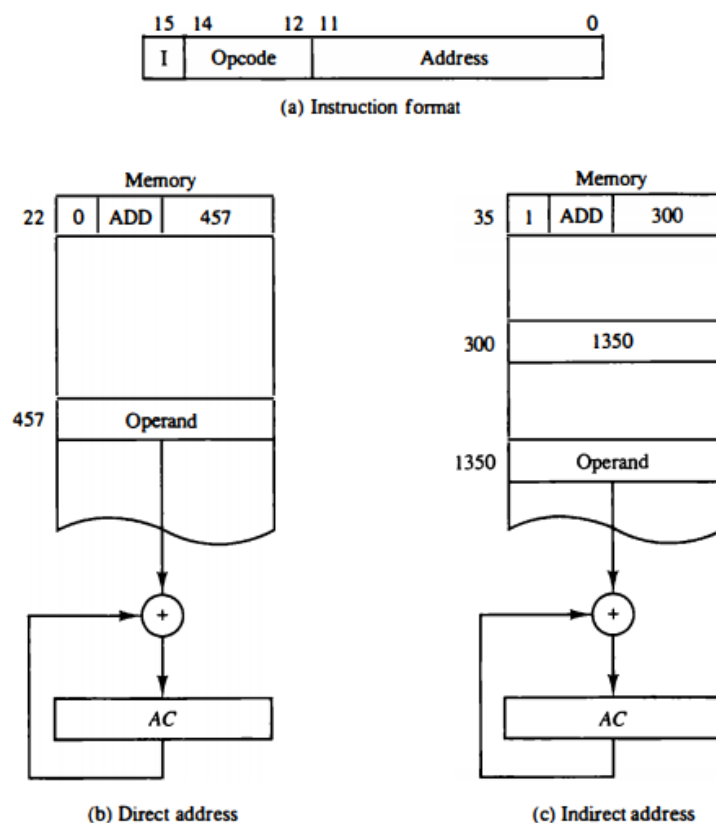 15 14 12 11 0
I Opcode Address
(a) Instruction format
Memory
22 0 ADD 457
457 Operand
+
AC
(b) Direct address
Memory
35 1 ADD 300
300 1350
1350 Operand
+
AC
(c) Indirect address